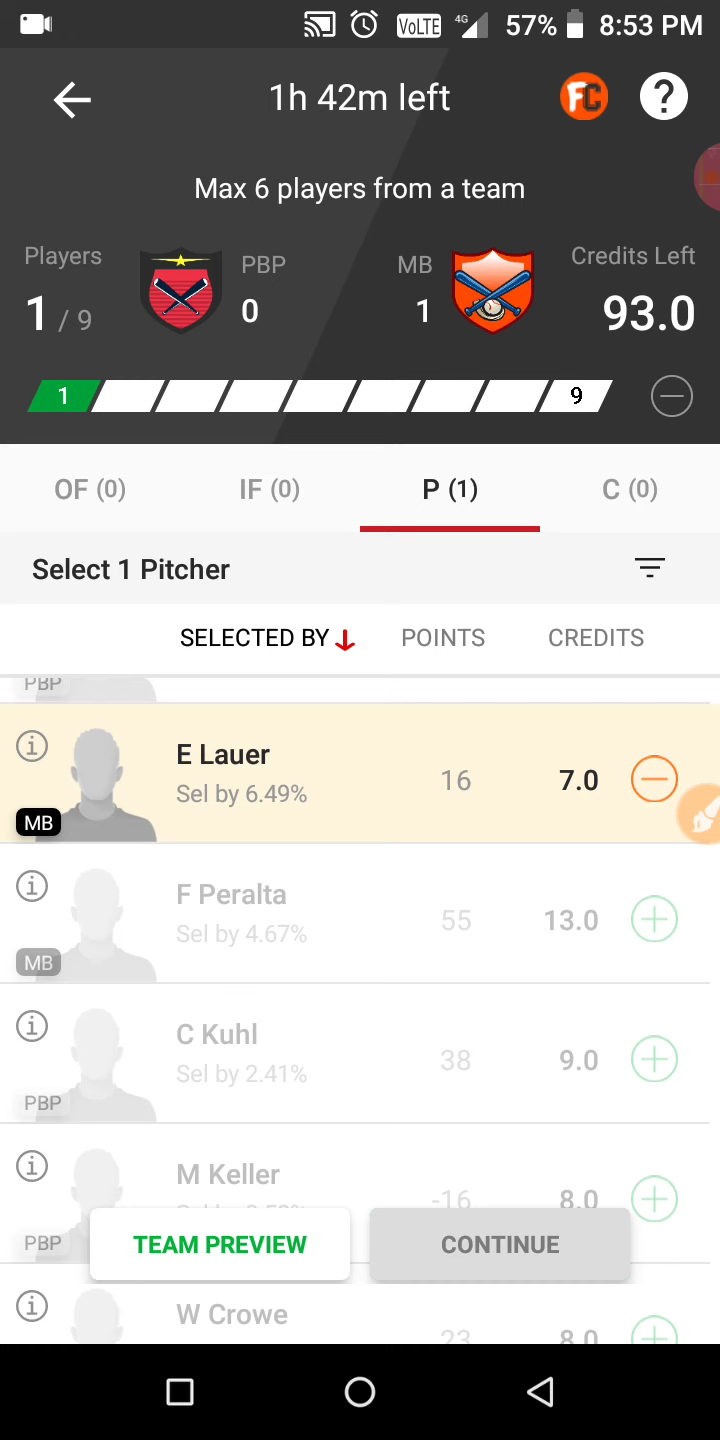 VoLTE 4G 57% 8:53 PM
1h 42m left FC ?
Max 6 players from a team
Players PBP MB Credits Left
1 / 9 0 1 93.0
1 9
OF (0) IF (0) P (1) C (0)
Select 1 Pitcher
SELECTED BY POINTS CREDITS
PBP
E Lauer
Sel by 6.49% 16 7.0
MB
F Peralta
Sel by 4.67% 55 13.0
MB
C Kuhl
Sel by 2.41% 38 9.0
PBP
M Keller
-16 8.0
PBP
TEAM PREVIEW CONTINUE
W Crowe
23 8.0